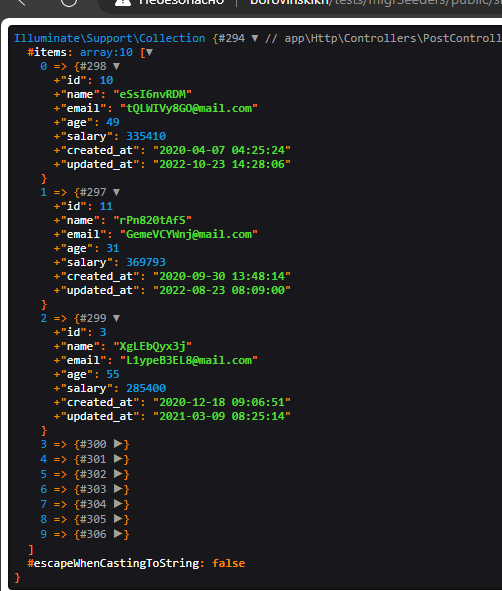 Небезопасно
borovinskikh/tests/migrSeeders/public/s
Illuminate\Support\Collection {#294 ▼ // app\Http\Controllers\PostControll
#items: array:10 [▼
0 => {#298 ▼
+"id": 10
+"name": "eSsI6nvRDM"
+"email": "tQLWIVy8GO@mail.com"
+"age": 49
+"salary": 335410
+"created_at": "2020-04-07 04:25:24"
+"updated_at": "2022-10-23 14:28:06"
}
1 => {#297 ▼
+"id": 11
+"name": "rPn820tAfS"
+"email": "GemeVCYWnj@mail.com"
+"age": 31
+"salary": 369793
+"created_at": "2020-09-30 13:48:14"
+"updated_at": "2022-08-23 08:09:00"
}
2 => {#299 ▼
+"id": 3
+"name": "XgLEbQyx3j"
+"email": "L1ypeB3EL8@mail.com"
+"age": 55
+"salary": 285400
+"created_at": "2020-12-18 09:06:51"
+"updated_at": "2021-03-09 08:25:14"
}
3 => {#300 ▶}
4 => {#301 ▶}
5 => {#302 ▶}
6 => {#303 ▶}
7 => {#304 ▶}
8 => {#305 ▶}
9 => {#306 ▶}
]
#escapeWhenCastingToString: false
}